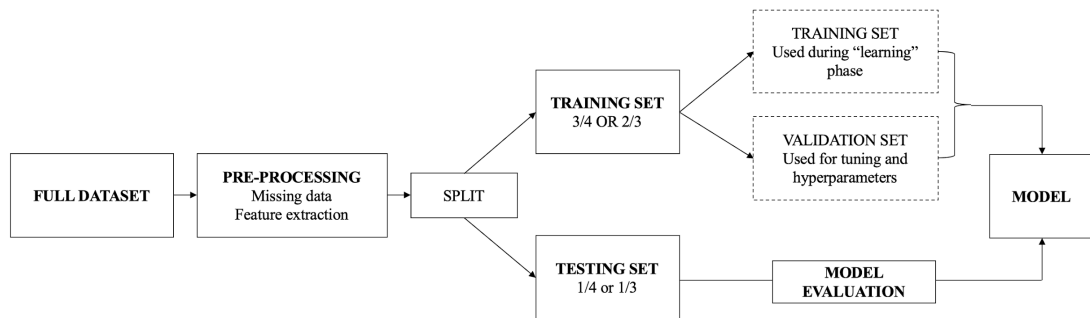 FULL DATASET
PRE-PROCESSING
Missing data
Feature extraction
SPLIT
TRAINING SET
3/4 OR 2/3
TRAINING SET
Used during “learning”
phase
VALIDATION SET
Used for tuning and
hyperparameters
TESTING SET
1/4 or 1/3
MODEL
EVALUATION
MODEL